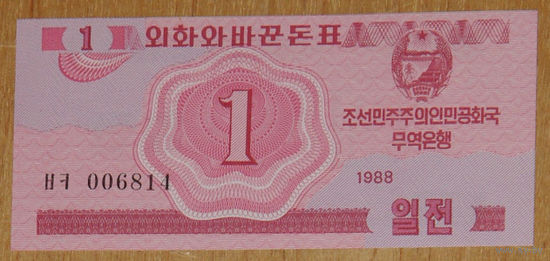 1 외화와바꾼돈표
1
조선민주주의인민공화국
무역은행
ㅂㅋ 006814
1988
일전